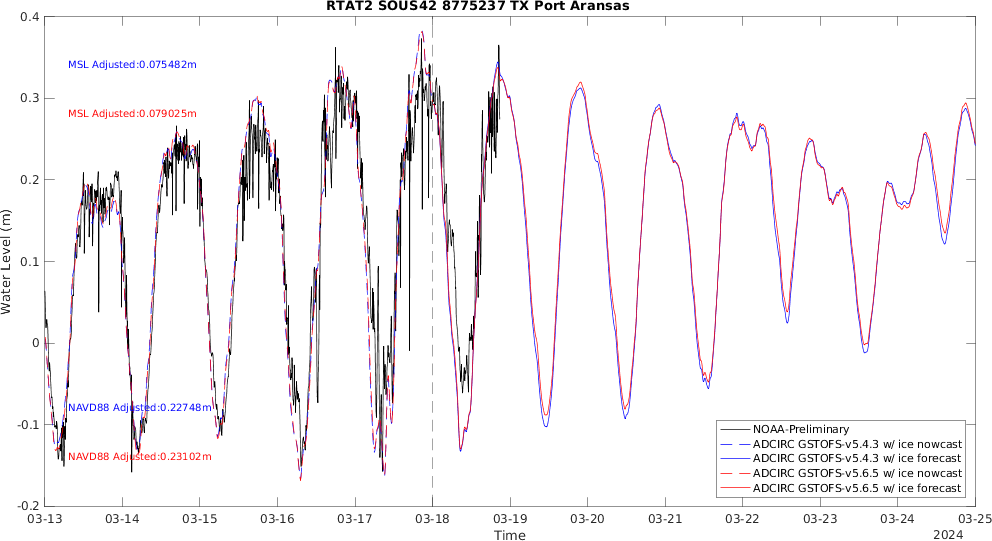 RTAT2 SOUS42 8775237 TX Port Aransas
0.4
0.3
0.2
0.1
0
-0.1
-0.2
Water Level (m)
MSL Adjusted:0.075482m
MSL Adjusted:0.079025m
NAVD88 Adjusted:0.22748m
NAVD88 Adjusted:0.23102m
NOAA-Preliminary
ADCIRC GSTOFS-v5.4.3 w/ ice nowcast
ADCIRC GSTOFS-v5.4.3 w/ ice forecast
ADCIRC GSTOFS-v5.6.5 w/ ice nowcast
ADCIRC GSTOFS-v5.6.5 w/ ice forecast
03-13 03-14 03-15 03-16 03-17 03-18 03-19 03-20 03-21 03-22 03-23 03-24 03-25
Time
2024